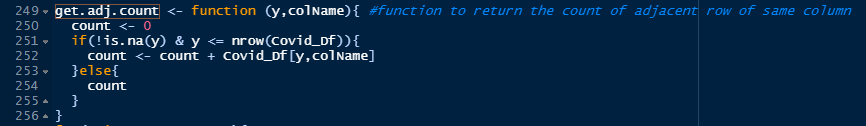 249 get.adj.count <- function (y,colName){ #function to return the count of adjacent row of same column
250 count <- 0
251 if(!is.na(y) & y <= nrow(Covid_Df)){
252 count <- count + Covid_Df[y,colName]
253 }else{
254 count
255 }
256 }